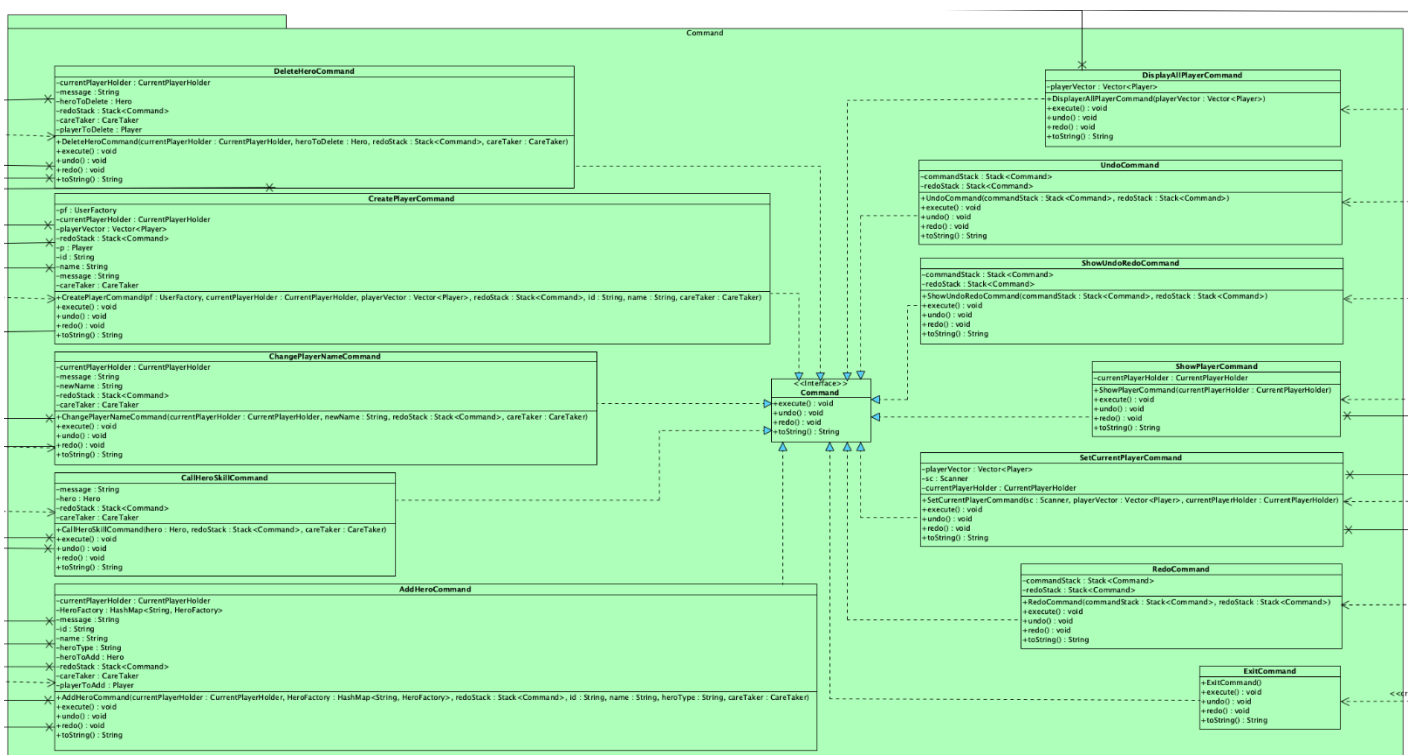 Command
DeleteHeroCommand
-currentPlayerHolder : CurrentPlayerHolder
-message : String
-heroToDelete : Hero
-redoStack : Stack<Command>
-careTaker : CareTaker
-playerToDelete : Player
+DeleteHeroCommand(currentPlayerHolder : CurrentPlayerHolder, heroToDelete : Hero, redoStack : Stack<Command>, careTaker : CareTaker)
+execute() : void
+undo() : void
+redo() : void
+toString() : String
CreatePlayerCommand
-pf : UserFactory
-currentPlayerHolder : CurrentPlayerHolder
-playerVector : Vector<Player>
-redoStack : Stack<Command>
-p : Player
-id : String
-name : String
-message : String
-careTaker : CareTaker
+CreatePlayerCommand(pf : UserFactory, currentPlayerHolder : CurrentPlayerHolder, playerVector : Vector<Player>, redoStack : Stack<Command>, id : String, name : String, careTaker : CareTaker)
+execute() : void
+undo() : void
+redo() : void
+toString() : String
ChangePlayerNameCommand
-currentPlayerHolder : CurrentPlayerHolder
-message : String
-newName : String
-redoStack : Stack<Command>
-careTaker : CareTaker
+ChangePlayerNameCommand(currentPlayerHolder : CurrentPlayerHolder, newName : String, redoStack : Stack<Command>, careTaker : CareTaker)
+execute() : void
+undo() : void
+redo() : void
+toString() : String
CallHeroSkillCommand
-message : String
-hero : Hero
-redoStack : Stack<Command>
-careTaker : CareTaker
+CallHeroSkillCommand(hero : Hero, redoStack : Stack<Command>, careTaker : CareTaker)
+execute() : void
+undo() : void
+redo() : void
+toString() : String
AddHeroCommand
-currentPlayerHolder : CurrentPlayerHolder
-HeroFactory : HashMap<String, HeroFactory>
-message : String
-id : String
-name : String
-heroType : String
-heroToAdd : Hero
-redoStack : Stack<Command>
-careTaker : CareTaker
-playerToAdd : Player
+AddHeroCommand(currentPlayerHolder : CurrentPlayerHolder, HeroFactory : HashMap<String, HeroFactory>, redoStack : Stack<Command>, id : String, name : String, heroType : String, careTaker : CareTaker)
+execute() : void
+undo() : void
+redo() : void
+toString() : String
<<Interface>>
Command
+execute() : void
+undo() : void
+redo() : void
+toString() : String
DisplayAllPlayerCommand
-playerVector : Vector<Player>
+DisplayerAllPlayerCommand(playerVector : Vector<Player>)
+execute() : void
+undo() : void
+redo() : void
+toString() : String
UndoCommand
-commandStack : Stack<Command>
-redoStack : Stack<Command>
+UndoCommand(commandStack : Stack<Command>, redoStack : Stack<Command>)
+execute() : void
+undo() : void
+redo() : void
+toString() : String
ShowUndoRedoCommand
-commandStack : Stack<Command>
-redoStack : Stack<Command>
+ShowUndoRedoCommand(commandStack : Stack<Command>, redoStack : Stack<Command>)
+execute() : void
+undo() : void
+redo() : void
+toString() : String
ShowPlayerCommand
-currentPlayerHolder : CurrentPlayerHolder
+ShowPlayerCommand(currentPlayerHolder : CurrentPlayerHolder)
+execute() : void
+undo() : void
+redo() : void
+toString() : String
SetCurrentPlayerCommand
-playerVector : Vector<Player>
-sc : Scanner
-currentPlayerHolder : CurrentPlayerHolder
+SetCurrentPlayerCommand(sc : Scanner, playerVector : Vector<Player>, currentPlayerHolder : CurrentPlayerHolder)
+execute() : void
+undo() : void
+redo() : void
+toString() : String
RedoCommand
-commandStack : Stack<Command>
-redoStack : Stack<Command>
+RedoCommand(commandStack : Stack<Command>, redoStack : Stack<Command>)
+execute() : void
+undo() : void
+redo() : void
+toString() : String
ExitCommand
+ExitCommand()
+execute() : void
+undo() : void
+redo() : void
+toString() : String